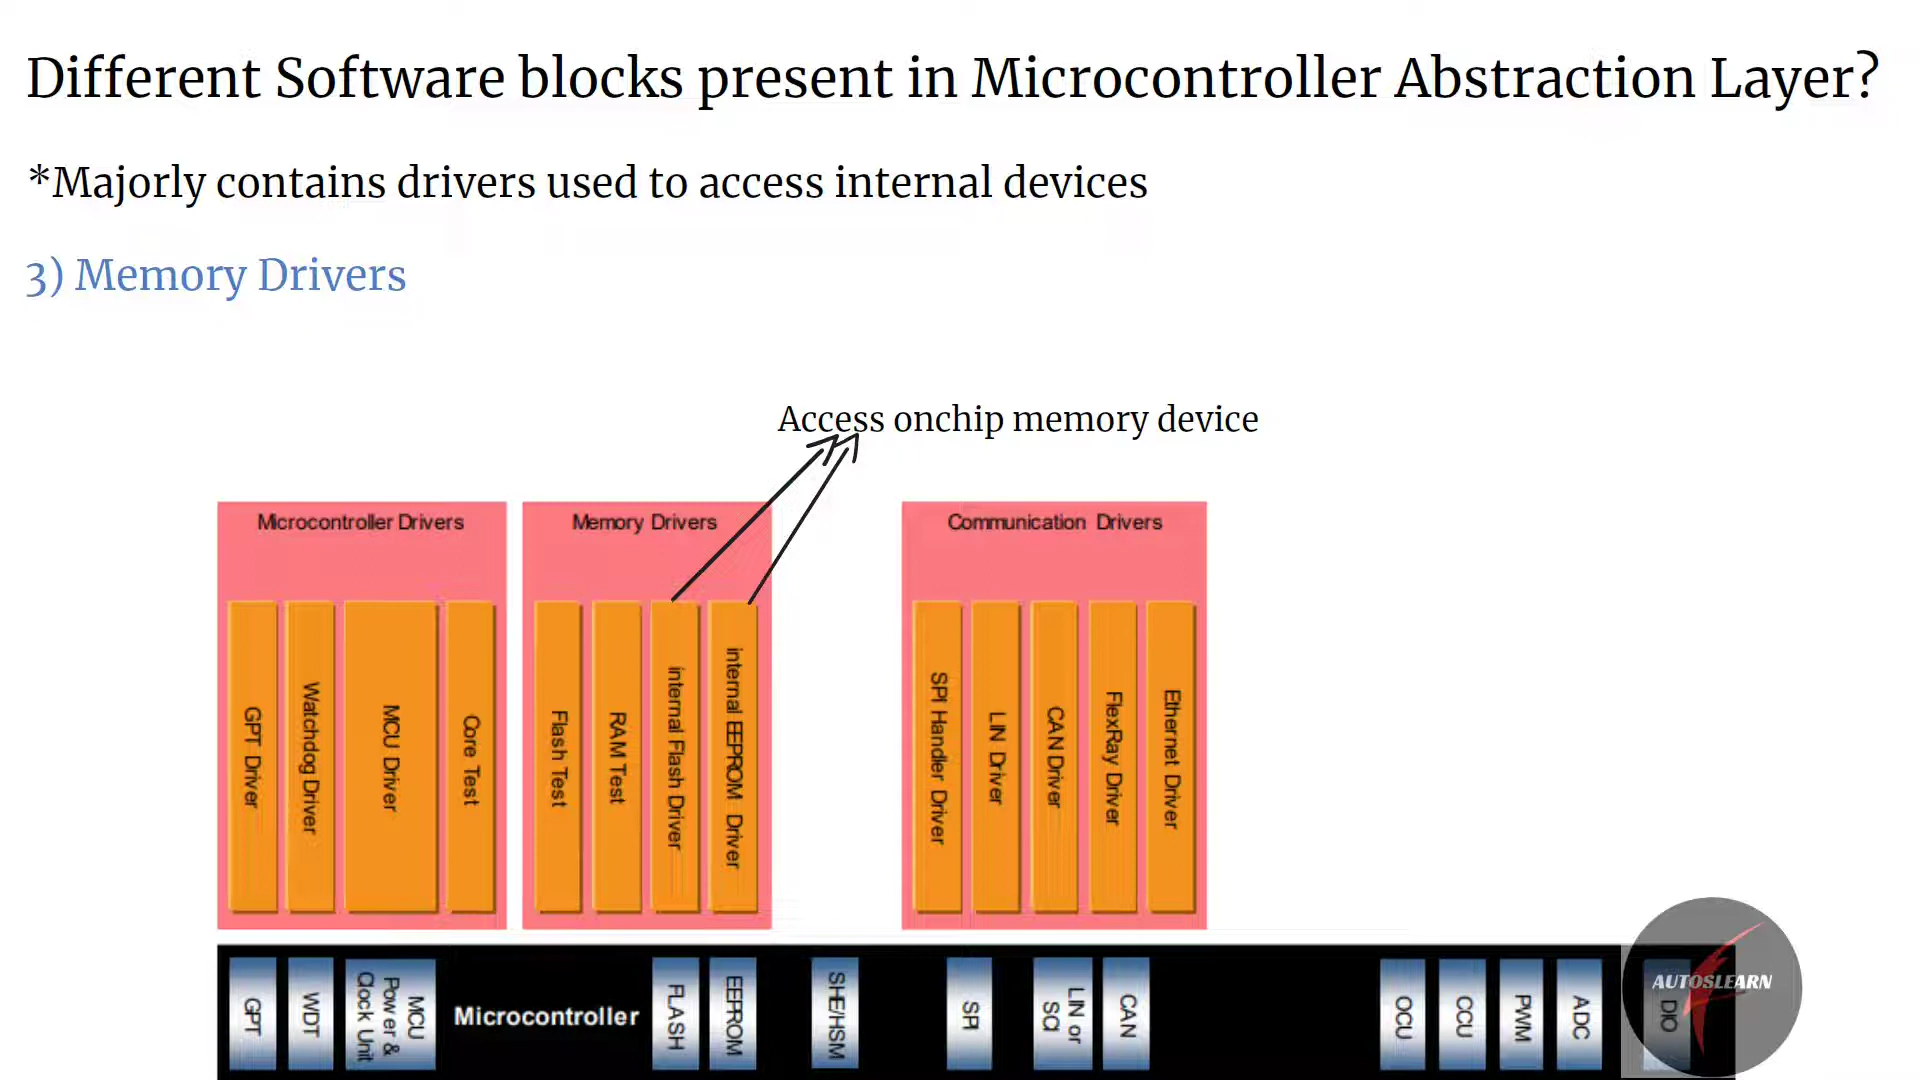 Different Software blocks present in Microcontroller Abstraction Layer?
*Majorly contains drivers used to access internal devices
3) Memory Drivers
Access onchip memory device
Microcontroller Drivers
Memory Drivers
Communication Drivers
GPT Driver
Watchdog Driver
MCU Driver
Core Test
Flash Test
RAM Test
internal Flash Driver
internal EEPROM Driver
SPI Handler Driver
LIN Driver
CAN Driver
FlexRay Driver
Ethernet Driver
GPT
WDT
MCU
Power &
Clock Unit
Microcontroller
FLASH
EEPROM
SHE/HSM
SPI
LIN or
SCI
CAN
OCU
CCU
PWM
ADC
DIO
AUTOSLEARN